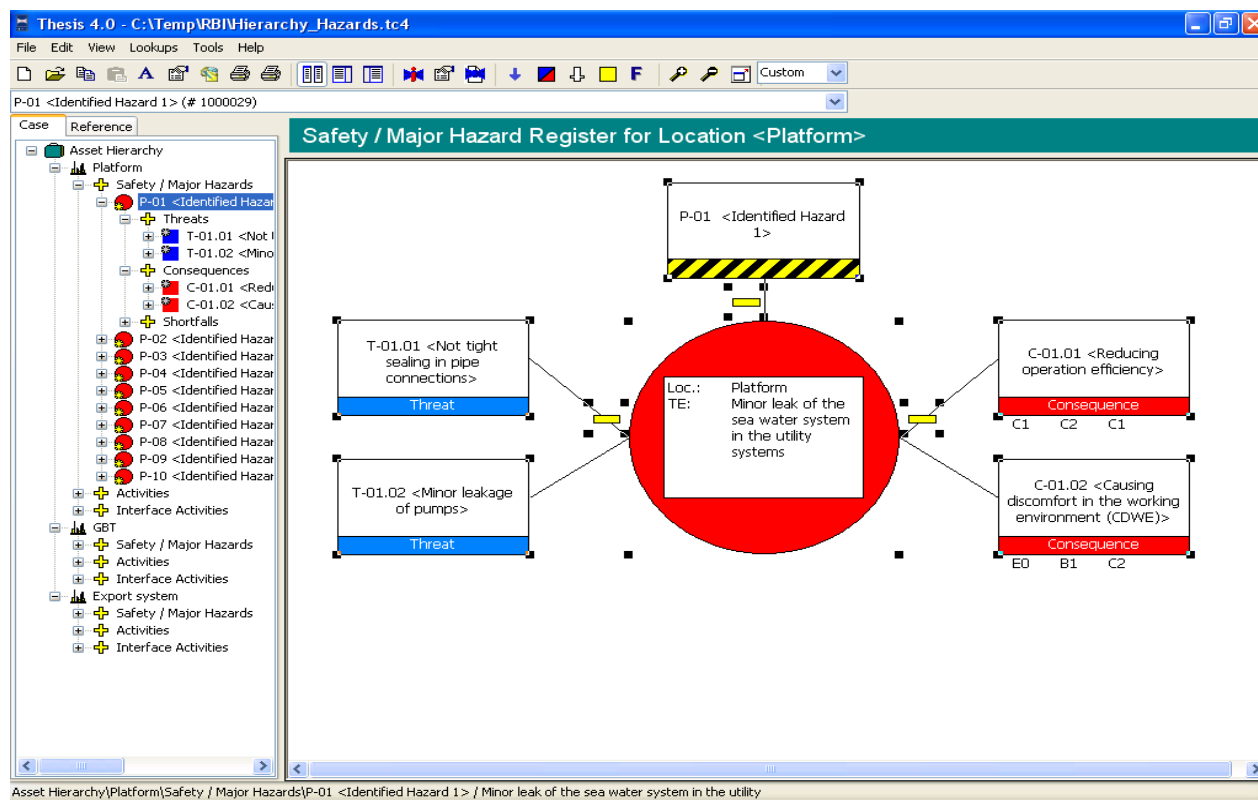 Thesis 4.0 - C:\Temp\RBI\Hierarchy_Hazards.tc4
File Edit View Lookups Tools Help
Custom
P-01 <Identified Hazard 1> (# 1000029)
Case Reference
Asset Hierarchy
Platform
Safety / Major Hazards
P-01 <Identified Hazar
Threats
T-01.01 <Not
T-01.02 <Mino
Consequences
C-01.01 <Redu
C-01.02 <Cau
Shortfalls
P-02 <Identified Hazar
P-03 <Identified Hazar
P-04 <Identified Hazar
P-05 <Identified Hazar
P-06 <Identified Hazar
P-07 <Identified Hazar
P-08 <Identified Hazar
P-09 <Identified Hazar
P-10 <Identified Hazar
Activities
Interface Activities
GBT
Safety / Major Hazards
Activities
Interface Activities
Export system
Safety / Major Hazards
Activities
Interface Activities
Safety / Major Hazard Register for Location <Platform>
P-01 <Identified Hazard
1>
T-01.01 <Not tight
sealing in pipe
connections>
Threat
T-01.02 <Minor leakage
of pumps>
Threat
Loc.: Platform
TE: Minor leak of the
sea water system
in the utility
systems
C-01.01 <Reducing
operation efficiency>
Consequence
C1 C2 C1
C-01.02 <Causing
discomfort in the working
environment (CDWE)>
Consequence
E0 B1 C2
Asset Hierarchy\Platform\Safety / Major Hazards\P-01 <Identified Hazard 1> / Minor leak of the sea water system in the utility